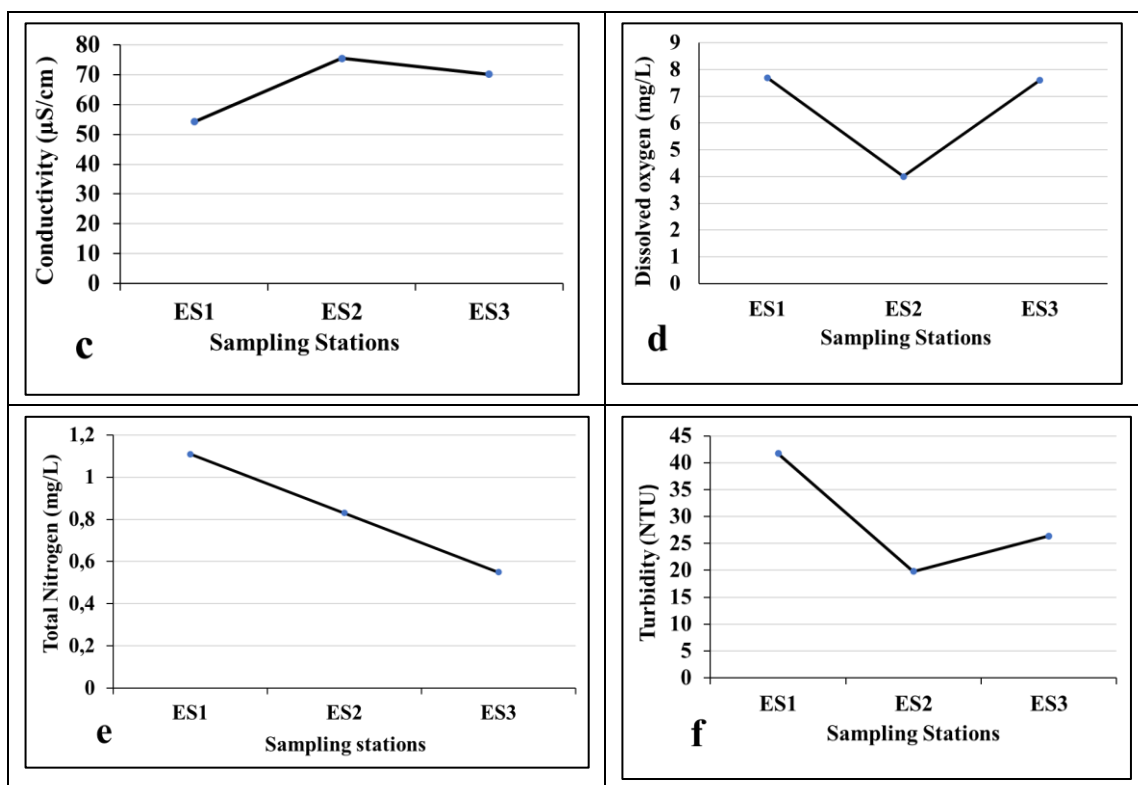 Conductivity (µS/cm)
80
70
60
50
40
30
20
10
0
ES1 ES2 ES3
Sampling Stations
c
Dissolved oxygen (mg/L)
9
8
7
6
5
4
3
2
1
0
ES1 ES2 ES3
Sampling Stations
d
Total Nitrogen (mg/L)
1,2
1
0,8
0,6
0,4
0,2
0
ES1 ES2 ES3
Sampling stations
e
Turbidity (NTU)
45
40
35
30
25
20
15
10
5
0
ES1 ES2 ES3
Sampling Stations
f